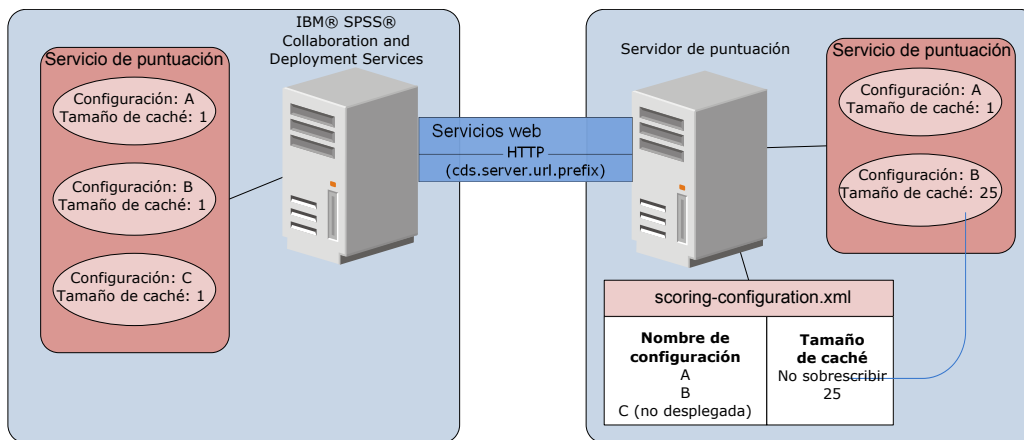 IBM® SPSS®
Collaboration and
Deployment Services
Servicio de puntuación
Configuración: A
Tamaño de caché: 1
Configuración: B
Tamaño de caché: 1
Configuración: C
Tamaño de caché: 1
Servicios web
HTTP
(cds.server.url.prefix)
Servidor de puntuación
Servicio de puntuación
Configuración: A
Tamaño de caché: 1
Configuración: B
Tamaño de caché: 25
scoring-configuration.xml
Nombre de
configuración
A
B
C (no desplegada)
Tamaño
de caché
No sobrescribir
25